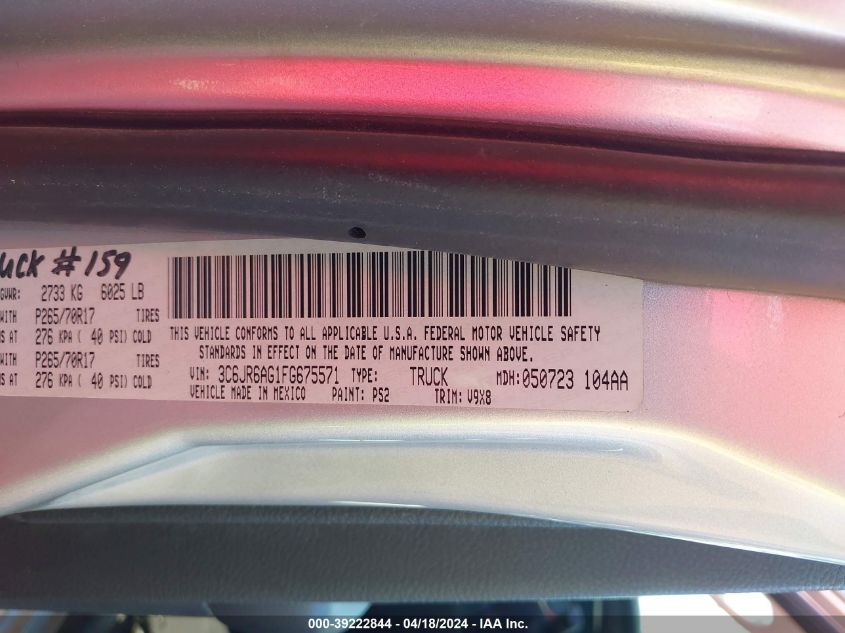 UCK #159
GVWR: 2733 KG 6025 LB
WITH P265/70R17 TIRES
S AT 276 KPA ( 40 PSI) COLD
WITH P265/70R17 TIRES
S AT 276 KPA ( 40 PSI) COLD
THIS VEHICLE CONFORMS TO ALL APPLICABLE U.S.A. FEDERAL MOTOR VEHICLE SAFETY
STANDARDS IN EFFECT ON THE DATE OF MANUFACTURE SHOWN ABOVE.
VIN: 3C6JR6AG1FG675571 TYPE: TRUCK MDH: 050723 104AA
VEHICLE MADE IN MEXICO PAINT: PS2 TRIM: V9X8
000-39222844 - 04/18/2024 - IAA Inc.